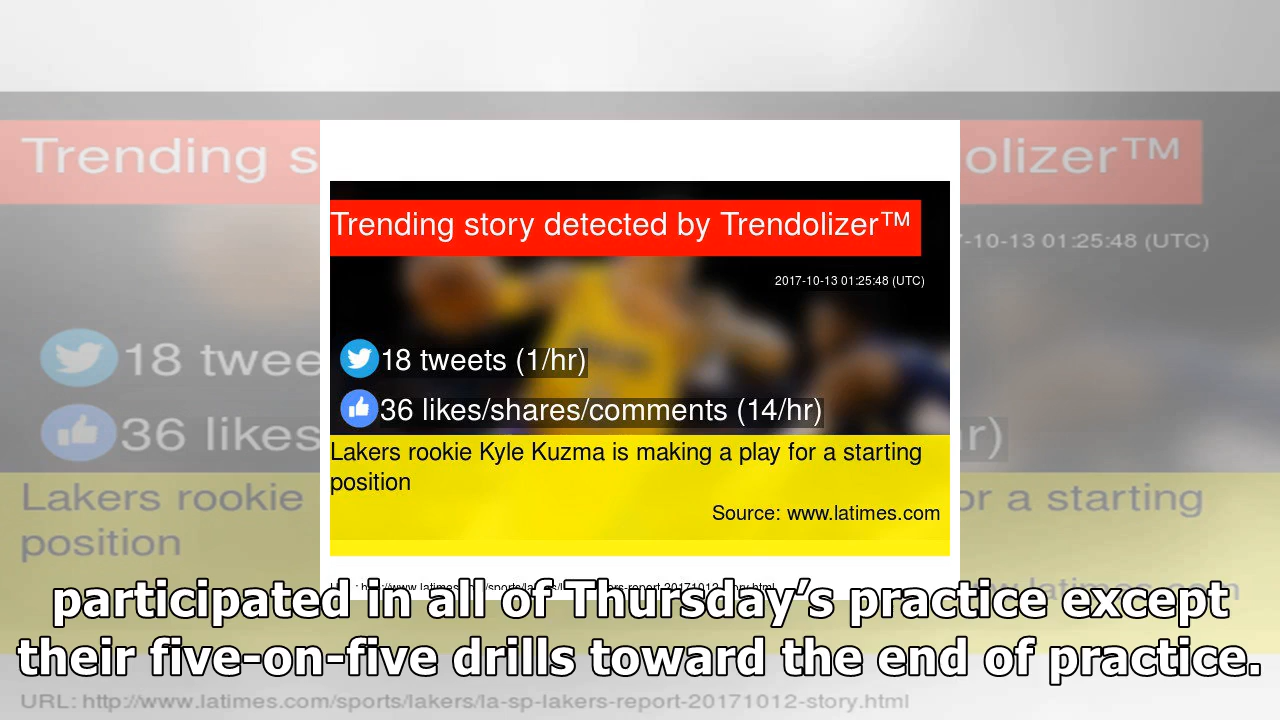 Trending story detected by Trendolizer™
2017-10-13 01:25:48 (UTC)
18 tweets (1/hr)
36 likes/shares/comments (14/hr)
Lakers rookie Kyle Kuzma is making a play for a starting
position
Source: www.latimes.com
participated in all of Thursday’s practice except
their five-on-five drills toward the end of practice.
URL: http://www.latimes.com/sports/lakers/la-sp-lakers-report-20171012-story.html